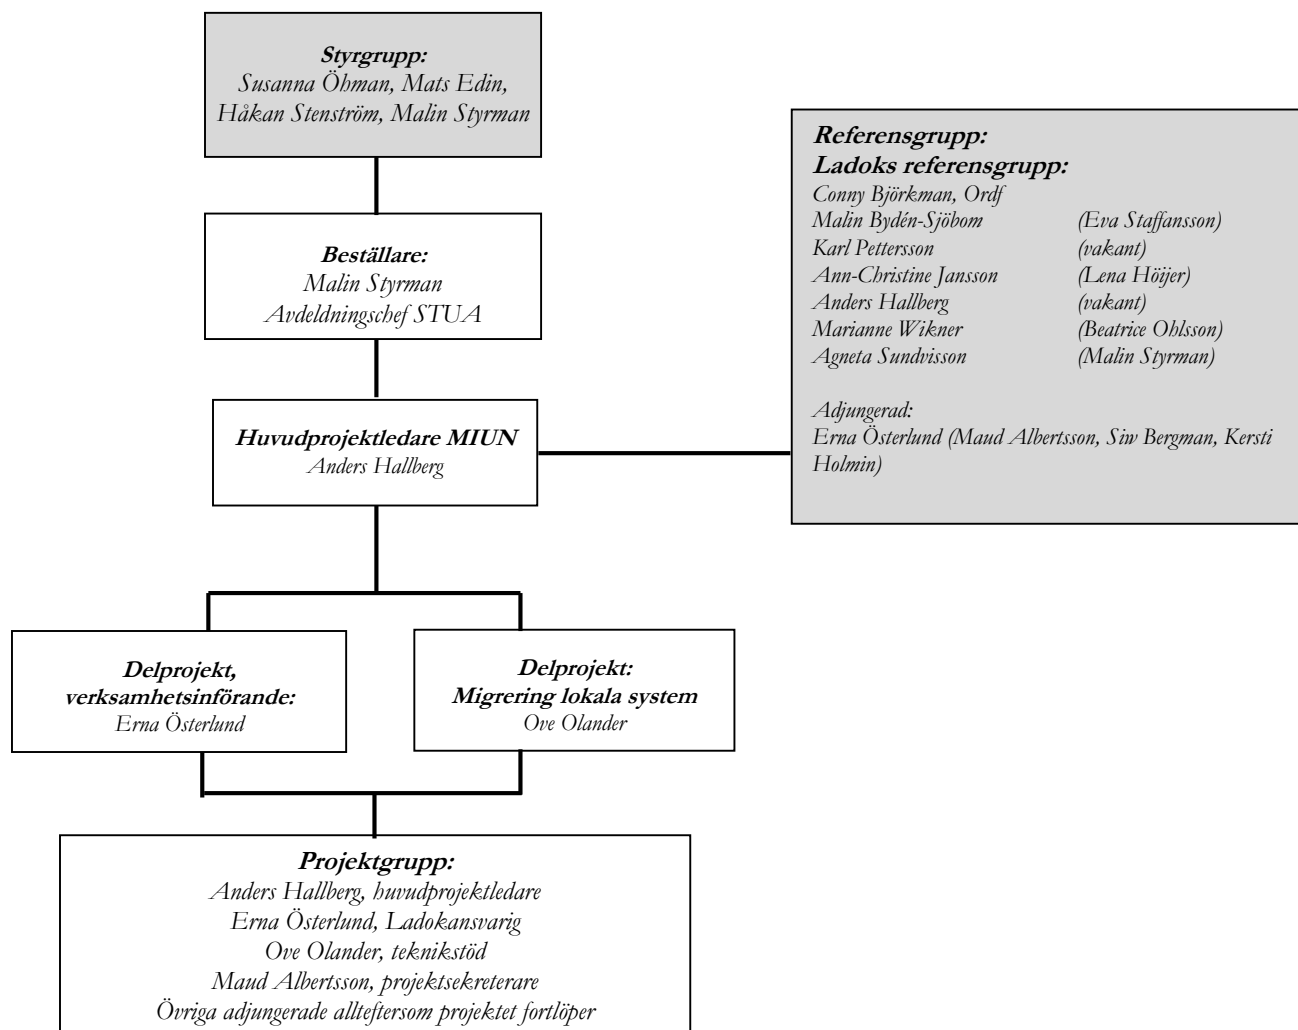 Styrgrupp:
Susanna Öhman, Mats Edin,
Håkan Stenström, Malin Styrman
Beställare:
Malin Styrman
Avdeldningschef STUA
Huvudprojektledare MIUN
Anders Hallberg
Referensgrupp:
Ladoks referensgrupp:
Conny Björkman, Ordf
Malin Bydén-Sjöbom (Eva Staffansson)
Karl Pettersson (vakant)
Ann-Christine Jansson (Lena Höijer)
Anders Hallberg (vakant)
Marianne Wikner (Beatrice Ohlsson)
Agneta Sundvisson (Malin Styrman)
Adjungerad:
Erna Österlund (Maud Albertsson, Siw Bergman, Kersti
Holmin)
Delprojekt,
verksamhetsinförande:
Erna Österlund
Delprojekt:
Migrering lokala system
Ove Olander
Projektgrupp:
Anders Hallberg, huvudprojektledare
Erna Österlund, Ladokansvarig
Ove Olander, teknikstöd
Maud Albertsson, projektsekreterare
Övriga adjungerade allteftersom projektet fortlöper